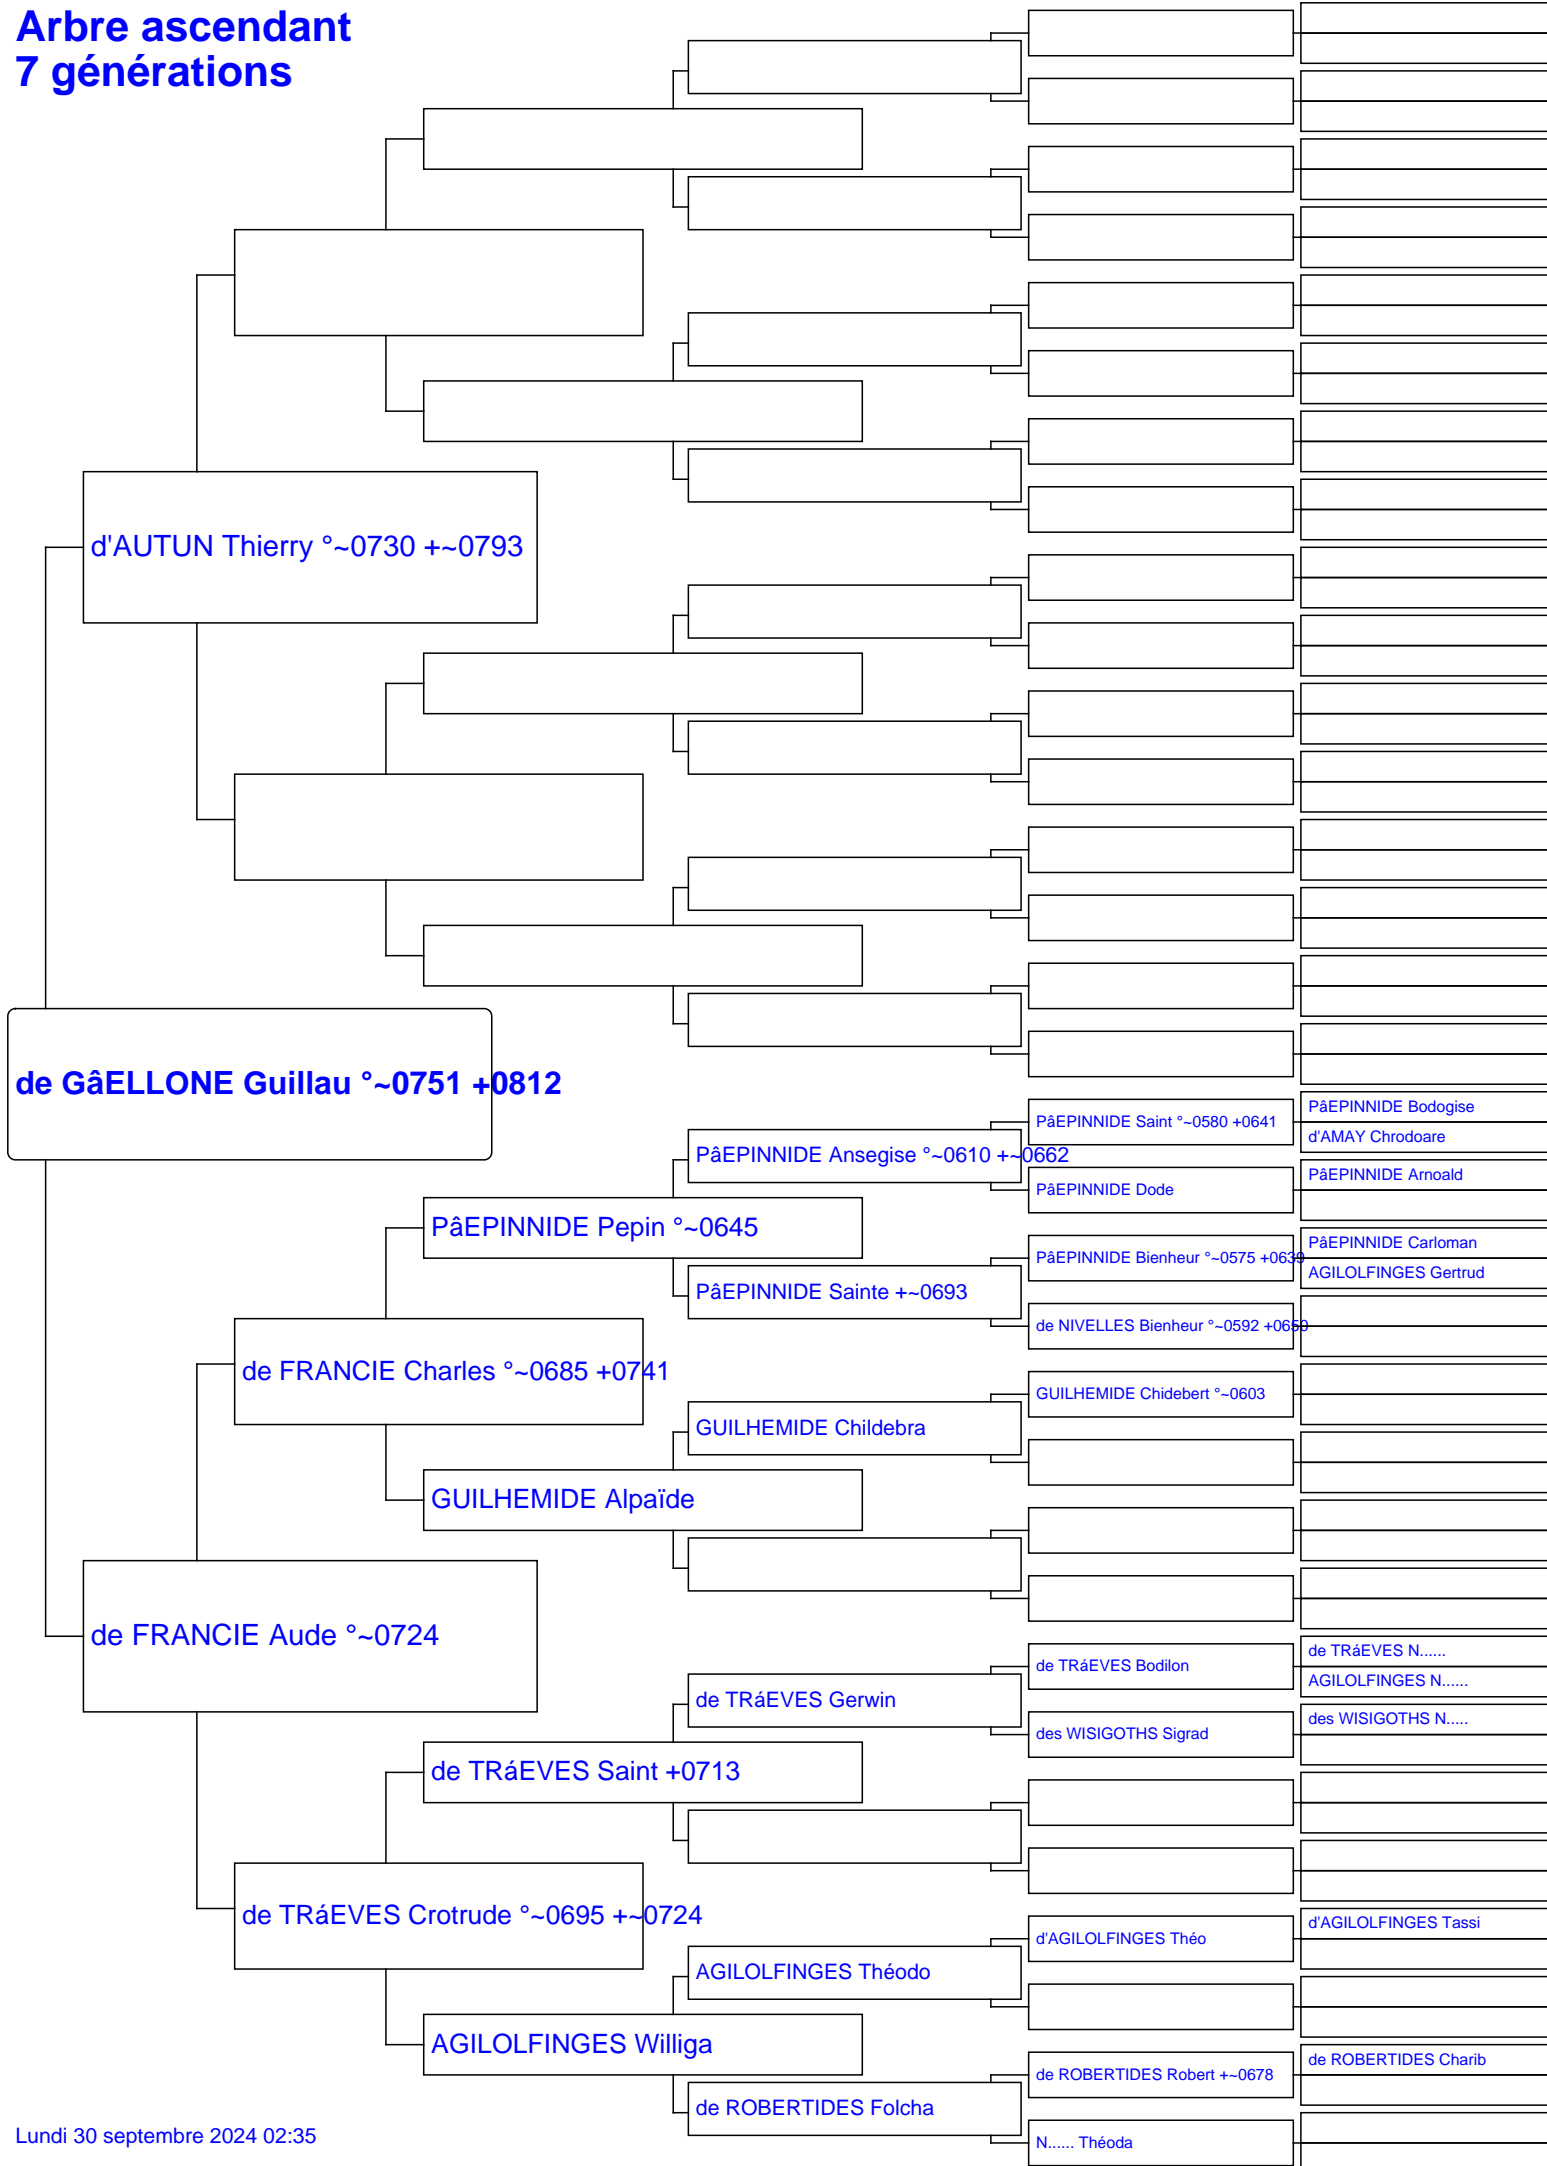 Arbre ascendant
7 générations
d'AUTUN Thierry °~0730 +~0793
de GâELLONE Guillau °~0751 +0812
PâEPINNIDE Saint °~0580 +0641
PâEPINNIDE Bodogise
d'AMAY Chrodoare
PâEPINNIDE Ansegise °~0610 +~0662
PâEPINNIDE Dode
PâEPINNIDE Arnoald
PâEPINNIDE Pepin °~0645
PâEPINNIDE Bienheur °~0575 +0639
PâEPINNIDE Carloman
AGILOLFINGES Gertrud
PâEPINNIDE Sainte +~0693
de NIVELLES Bienheur °~0592 +0650
de FRANCIE Charles °~0685 +0741
GUILHEMIDE Chidebert °~0603
GUILHEMIDE Childebra
GUILHEMIDE Alpaïde
de FRANCIE Aude °~0724
de TRáEVES Bodilon
de TRáEVES N......
AGILOLFINGES N......
de TRáEVES Gerwin
des WISIGOTHS Sigrad
des WISIGOTHS N.....
de TRáEVES Saint +0713
de TRáEVES Crotrude °~0695 +~0724
d'AGILOLFINGES Théo
d'AGILOLFINGES Tassi
AGILOLFINGES Théodo
AGILOLFINGES Williga
de ROBERTIDES Robert +~0678
de ROBERTIDES Charib
de ROBERTIDES Folcha
N...... Théoda
Lundi 30 septembre 2024 02:35